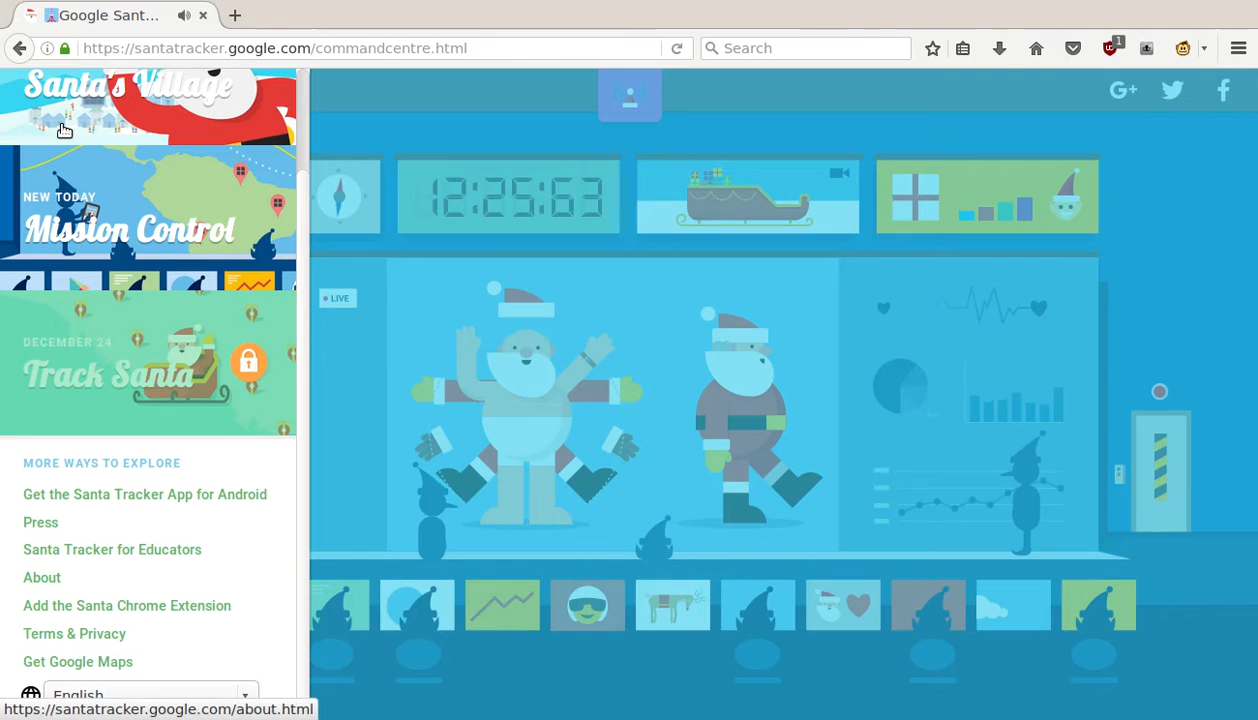 Google Sant...
https://santatracker.google.com/commandcentre.html
Search
1
Santa's Village
NEW TODAY
Mission Control
DECEMBER 24
Track Santa
MORE WAYS TO EXPLORE
Get the Santa Tracker App for Android
Press
Santa Tracker for Educators
About
Add the Santa Chrome Extension
Terms & Privacy
Get Google Maps
English
https://santatracker.google.com/about.html
G+
12:25:63
LIVE